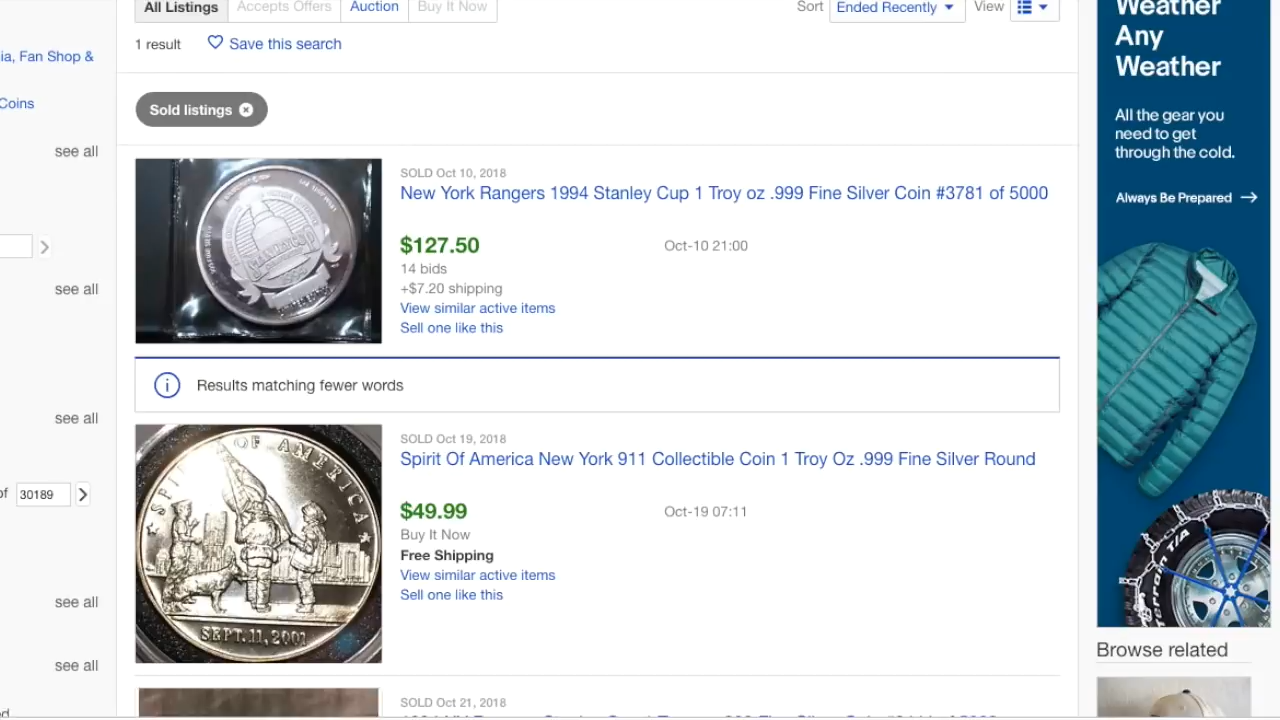 All Listings Accepts Offers Auction Buy It Now Sort Ended Recently View
1 result Save this search
ia, Fan Shop &
Coins
see all
see all
see all
of 30189
see all
see all
Sold listings
SOLD Oct 10, 2018
New York Rangers 1994 Stanley Cup 1 Troy oz .999 Fine Silver Coin #3781 of 5000
$127.50 Oct-10 21:00
14 bids
+$7.20 shipping
View similar active items
Sell one like this
Results matching fewer words
SPIRIT OF AMERICA
SEPT. 11, 2001
SOLD Oct 19, 2018
Spirit Of America New York 911 Collectible Coin 1 Troy Oz .999 Fine Silver Round
$49.99 Oct-19 07:11
Buy It Now
Free Shipping
View similar active items
Sell one like this
SOLD Oct 21, 2018
Weather
Any
Weather
All the gear you
need to get
through the cold.
Always Be Prepared
Browse related